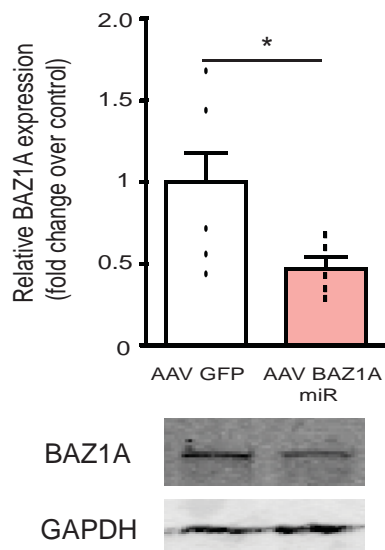 Relative BAZ1A expression
(fold change over control)
2.0
1.5
1
0.5
0
*
AAV GFP
AAV BAZ1A
miR
BAZ1A
GAPDH